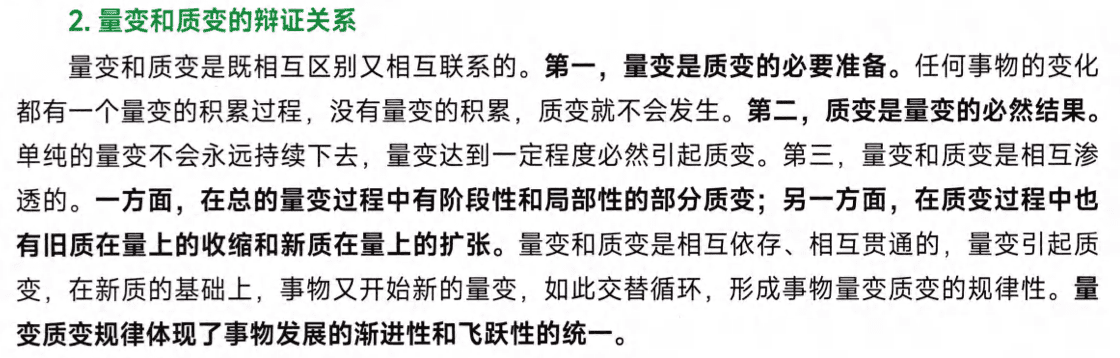 2. 量变和质变的辩证关系
量变和质变是既相互区别又相互联系的。第一，量变是质变的必要准备。任何事物的变化
都有一个量变的积累过程，没有量变的积累，质变就不会发生。第二，质变是量变的必然结果。
单纯的量变不会永远持续下去，量变达到一定程度必然引起质变。第三，量变和质变是相互渗
透的。一方面，在总的量变过程中有阶段性和局部性的部分质变；另一方面，在质变过程中也
有旧质在量上的收缩和新质在量上的扩张。量变和质变是相互依存、相互贯通的，量变引起质
变，在新质的基础上，事物又开始新的量变，如此交替循环，形成事物量变质变的规律性。量
变质变规律体现了事物发展的渐进性和飞跃性的统一。